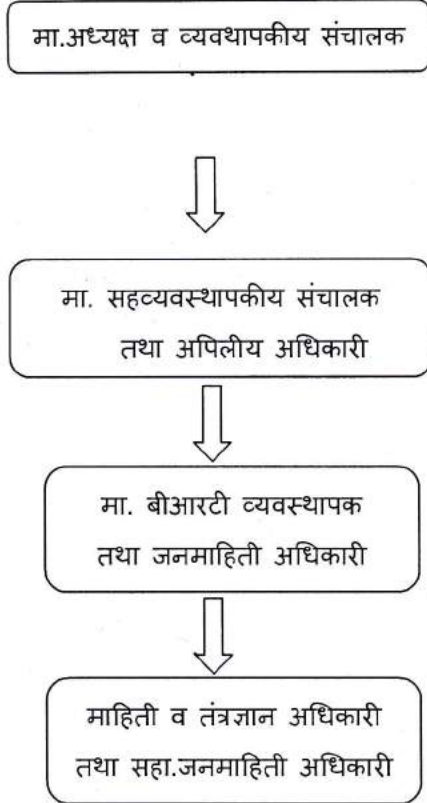 मा.अध्यक्ष व व्यवथापकीय संचालक
मा. सहव्यवस्थापकीय संचालक
तथा अपिलीय अधिकारी
मा. बीआरटी व्यवस्थापक
तथा जनमाहिती अधिकारी
माहिती व तंत्रज्ञान अधिकारी
तथा सहा.जनमाहिती अधिकारी